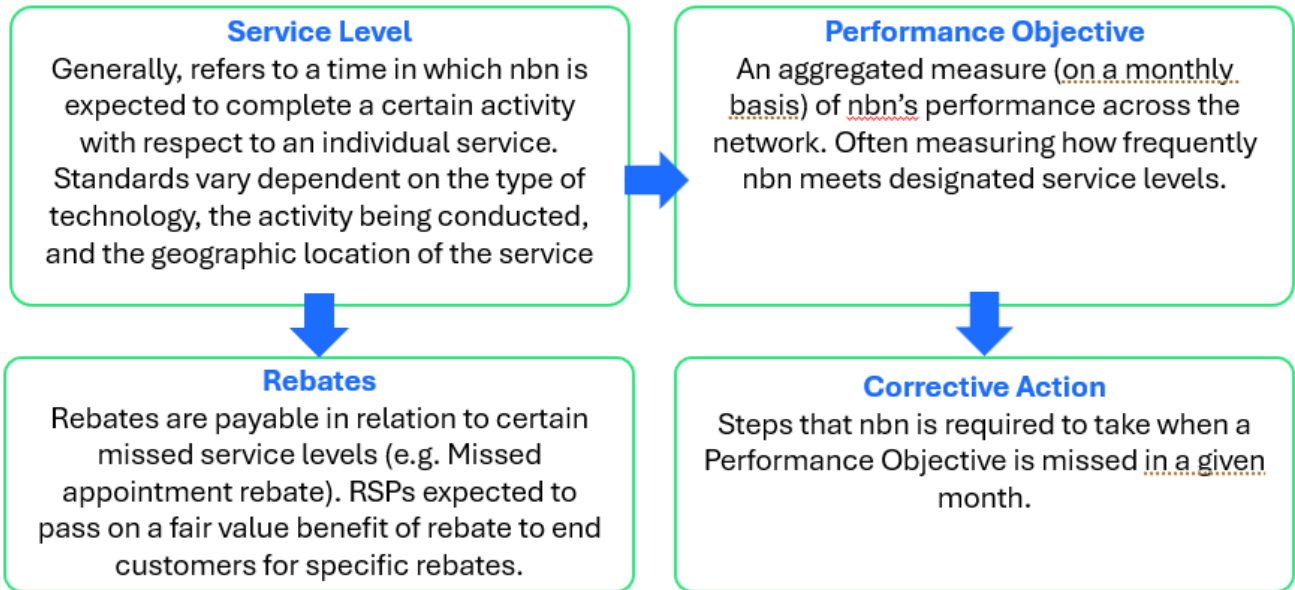 Service Level
Generally, refers to a time in which nbn is
expected to complete a certain activity
with respect to an individual service.
Standards vary dependent on the type of
technology, the activity being conducted,
and the geographic location of the service
Performance Objective
An aggregated measure (on a monthly
basis) of nbn's performance across the
network. Often measuring how frequently
nbn meets designated service levels.
Rebates
Rebates are payable in relation to certain
missed service levels (e.g. Missed
appointment rebate). RSPs expected to
pass on a fair value benefit of rebate to end
customers for specific rebates.
Corrective Action
Steps that nbn is required to take when a
Performance Objective is missed in a given
month.